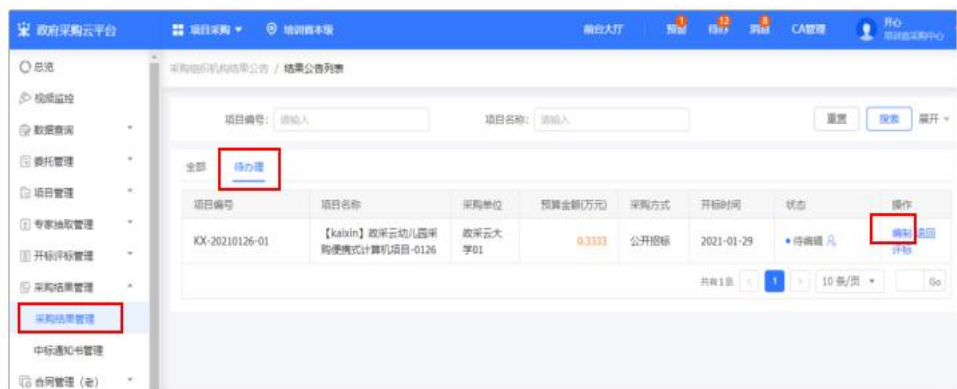 政府采购云平台
项目采购
培训省本级
前台大厅
预警
待办 12
消息 8
CA管理
开心
培训省采购中心
总览
视频监控
数据查询
委托管理
项目管理
专家抽取管理
开标评标管理
采购结果管理
采购结果管理
中标通知书管理
合同管理（老）
采购组织机构结果公告 / 结果公告列表
项目编号： 请输入 项目名称： 请输入 重置 搜索 展开
全部 待办理
项目编号 项目名称 采购单位 预算金额(万元) 采购方式 开标时间 状态 操作
KX-20210126-01 【kaixin】政采云幼儿园采 政采云大 0.3333 公开招标 2021-01-29 待编辑 编制 退回
购便携式计算机项目-0126 学01 评标
共有1条 < 1 > 10 条/页 Go